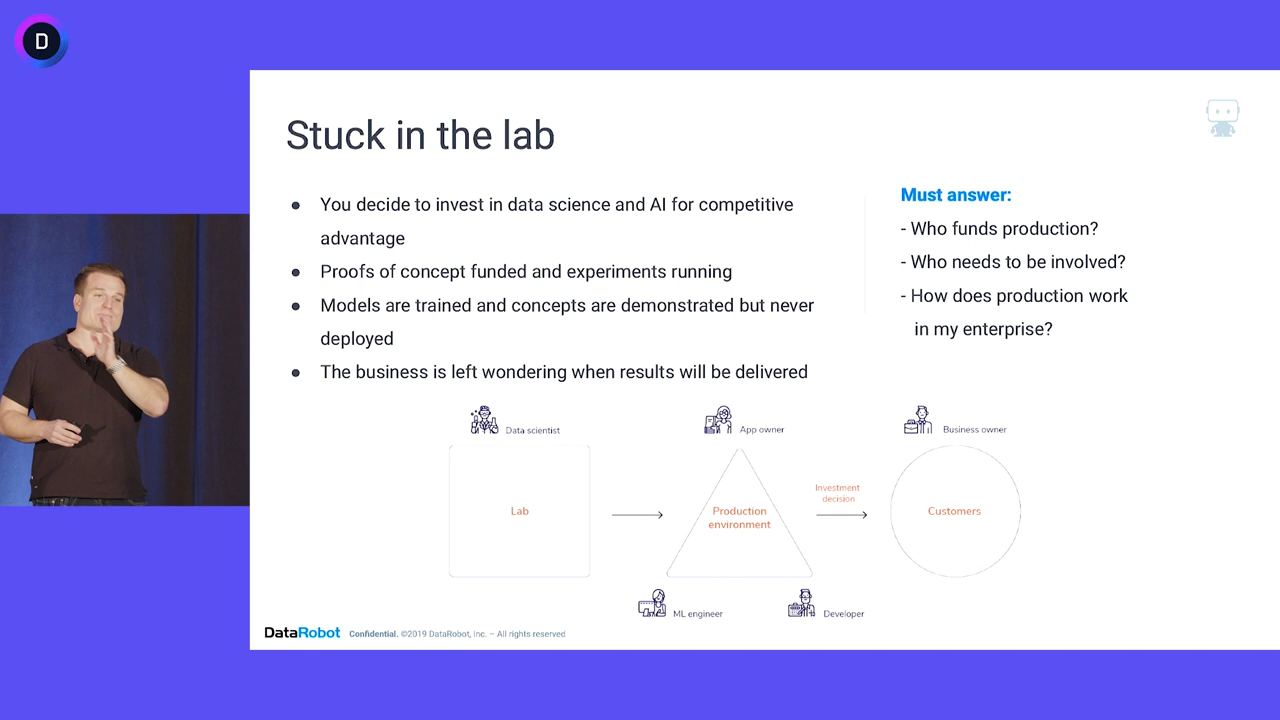 D
Stuck in the lab
● You decide to invest in data science and AI for competitive
advantage
● Proofs of concept funded and experiments running
● Models are trained and concepts are demonstrated but never
deployed
● The business is left wondering when results will be delivered
Must answer:
- Who funds production?
- Who needs to be involved?
- How does production work
in my enterprise?
Data scientist
App owner
Business owner
Lab
Production
environment
Investment
decision
Customers
ML engineer
Developer
DataRobot Confidential. ©2019 DataRobot, Inc. – All rights reserved